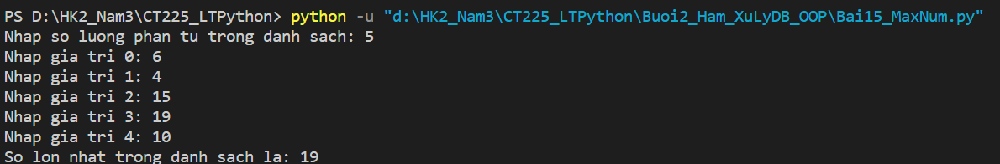 PS D:\HK2_Nam3\CT225_LTPython> python -u "d:\HK2_Nam3\CT225_LTPython\Buoi2_Ham_XuLyDB_OOP\Bai15_MaxNum.py"
Nhap so luong phan tu trong danh sach: 5
Nhap gia tri 0: 6
Nhap gia tri 1: 4
Nhap gia tri 2: 15
Nhap gia tri 3: 19
Nhap gia tri 4: 10
So lon nhat trong danh sach la: 19